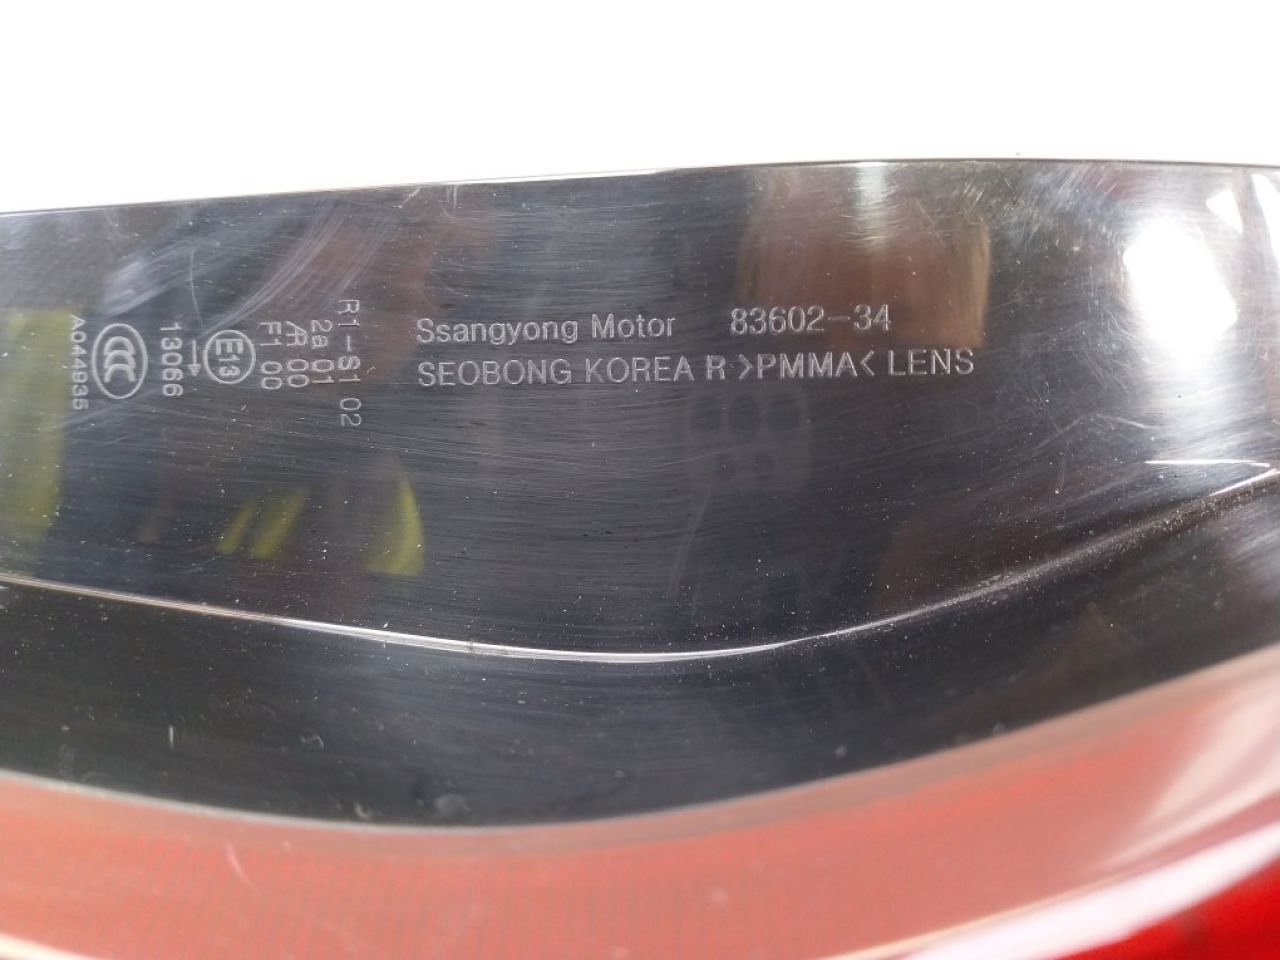 Ssangyong Motor 83602-34
SEOBONG KOREA R >PMMA< LENS
R1-S1 02
2a 01
AR 00
F1 00
E13
13066
CCC
A044935